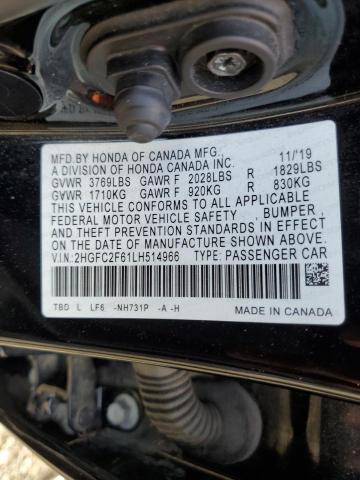 MFD.BY HONDA OF CANADA MFG., 11/'19
A DIVISION OF HONDA CANADA INC.
GVWR 3769LBS GAWR F 2028LBS R 1829LBS
GVWR 1710KG GAWR F 920KG R 830KG
THIS VEHICLE CONFORMS TO ALL APPLICABLE
FEDERAL MOTOR VEHICLE SAFETY, BUMPER,
AND THEFT PREVENTION STANDARDS IN
EFFECT ON THE DATE OF MANUFACTURE
SHOWN ABOVE.
V.I.N:2HGFC2F61LH514966 TYPE: PASSENGER CAR
TBD L LF6 -NH731P -A -H
MADE IN CANADA